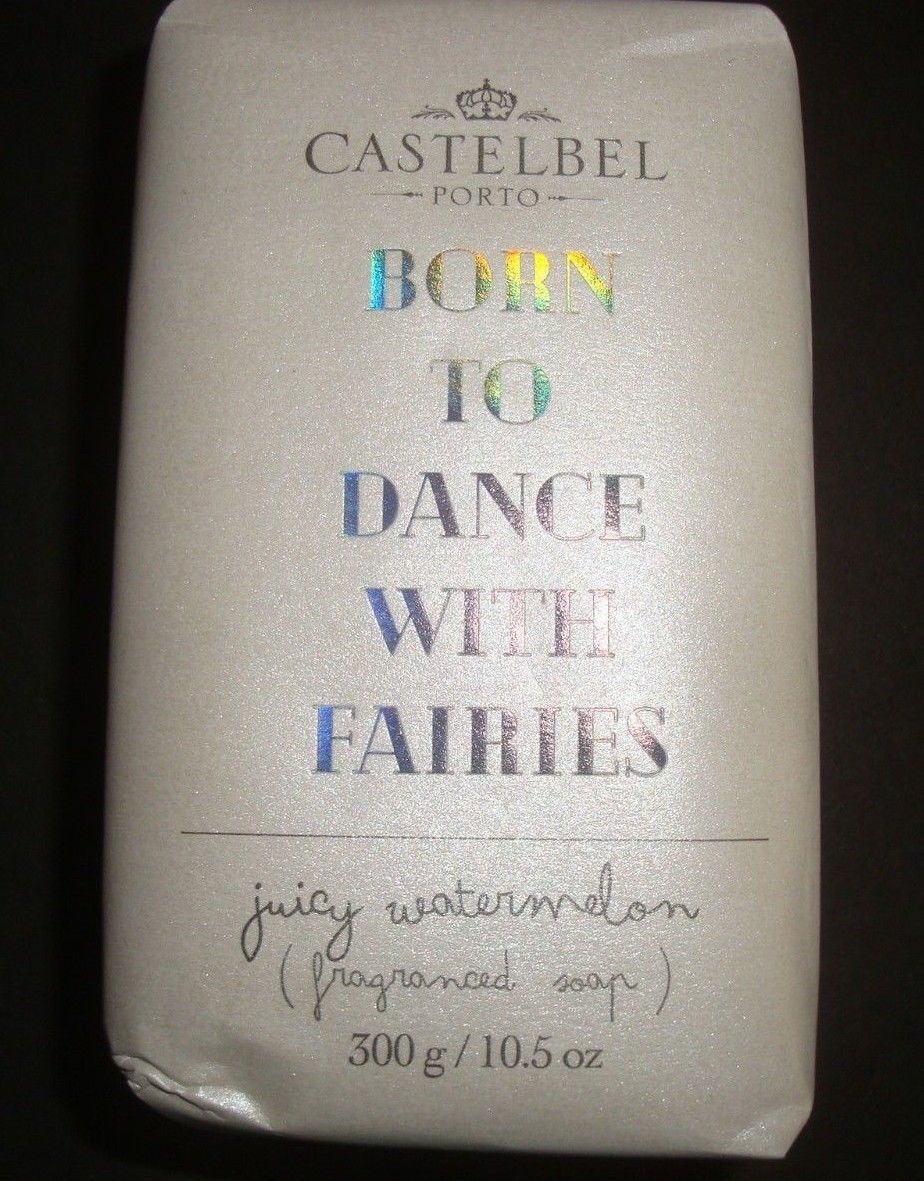 CASTELBEL
PORTO
BORN
TO
DANCE
WITH
FAIRIES
juicy watermelon
(fragranced soap)
300 g / 10.5 oz